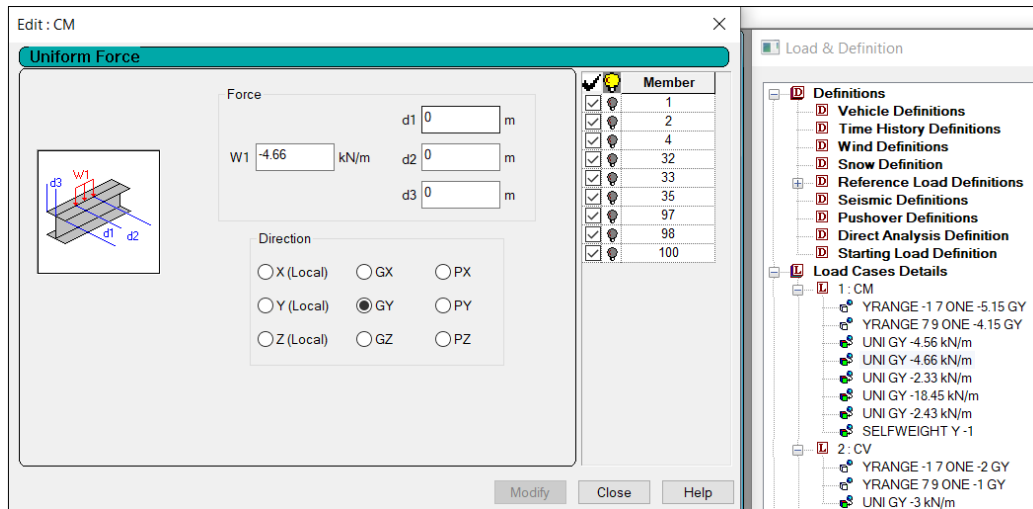 Edit : CM
Uniform Force
Force
d1 0 m
W1 -4.66 kN/m d2 0 m
d3 0 m
W1
d3
d1 d2
Direction
X (Local) GX PX
Y (Local) GY PY
Z (Local) GZ PZ
Member
1
2
4
32
33
35
97
98
100
Modify Close Help
Load & Definition
D Definitions
D Vehicle Definitions
D Time History Definitions
D Wind Definitions
D Snow Definition
D Reference Load Definitions
D Seismic Definitions
D Pushover Definitions
D Direct Analysis Definition
D Starting Load Definition
L Load Cases Details
L 1 : CM
YRANGE -1 7 ONE -5.15 GY
YRANGE 7 9 ONE -4.15 GY
UNI GY -4.56 kN/m
UNI GY -4.66 kN/m
UNI GY -2.33 kN/m
UNI GY -18.45 kN/m
UNI GY -2.43 kN/m
SELFWEIGHT Y -1
L 2 : CV
YRANGE -1 7 ONE -2 GY
YRANGE 7 9 ONE -1 GY
UNI GY -3 kN/m